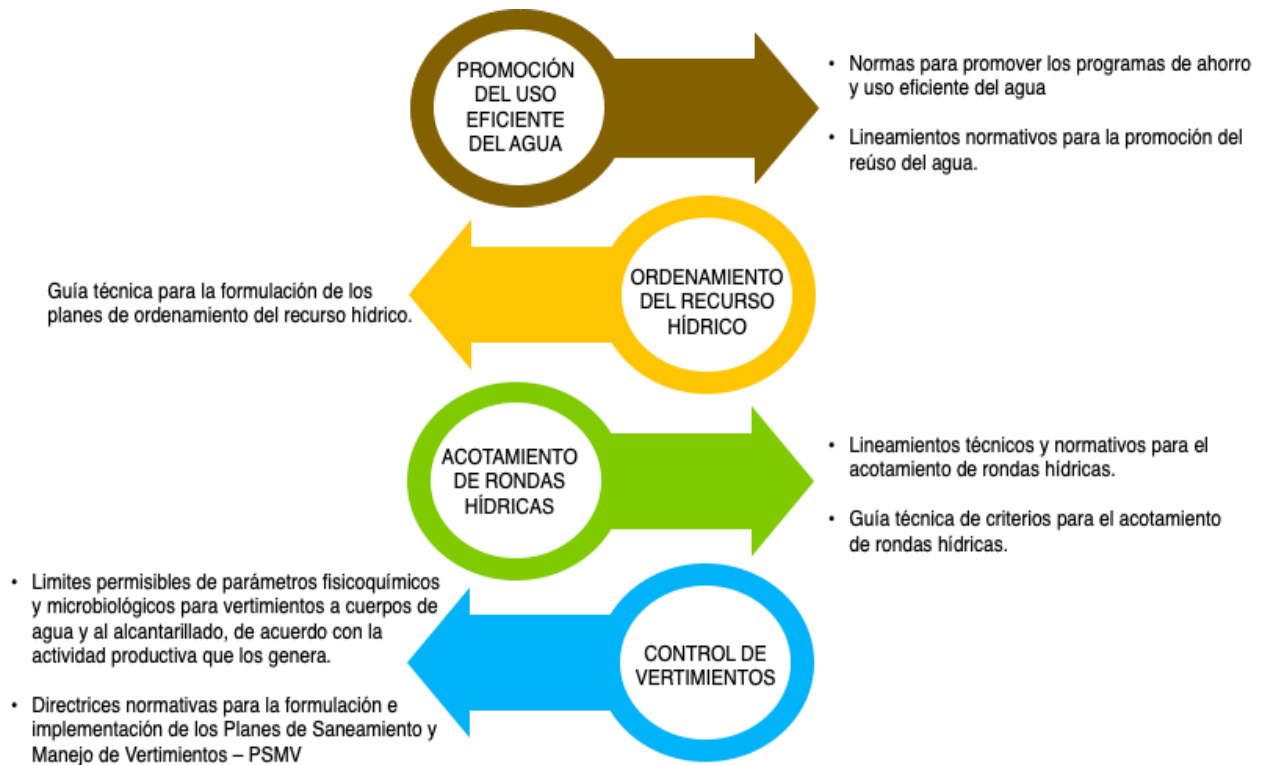 PROMOCIÓN
DEL USO
EFICIENTE
DEL AGUA
• Normas para promover los programas de ahorro
y uso eficiente del agua
• Lineamientos normativos para la promoción del
reúso del agua.
ORDENAMIENTO
DEL RECURSO
HÍDRICO
Guía técnica para la formulación de los
planes de ordenamiento del recurso hídrico.
ACOTAMIENTO
DE RONDAS
HÍDRICAS
• Lineamientos técnicos y normativos para el
acotamiento de rondas hídricas.
• Guía técnica de criterios para el acotamiento
de rondas hídricas.
CONTROL DE
VERTIMIENTOS
• Limites permisibles de parámetros fisicoquímicos
y microbiológicos para vertimientos a cuerpos de
agua y al alcantarillado, de acuerdo con la
actividad productiva que los genera.
• Directrices normativas para la formulación e
implementación de los Planes de Saneamiento y
Manejo de Vertimientos – PSMV